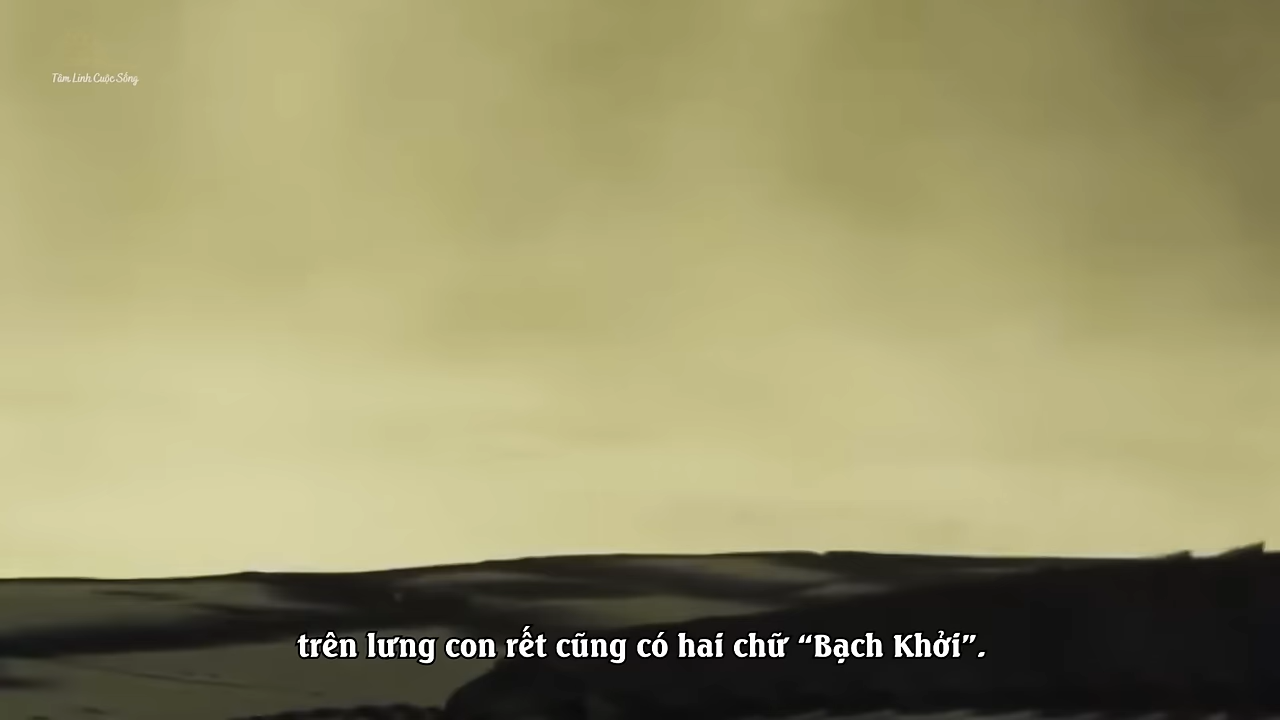 Tâm Linh Cuộc Sống
trên lưng con rết cũng có hai chữ “Bạch Khởi”.